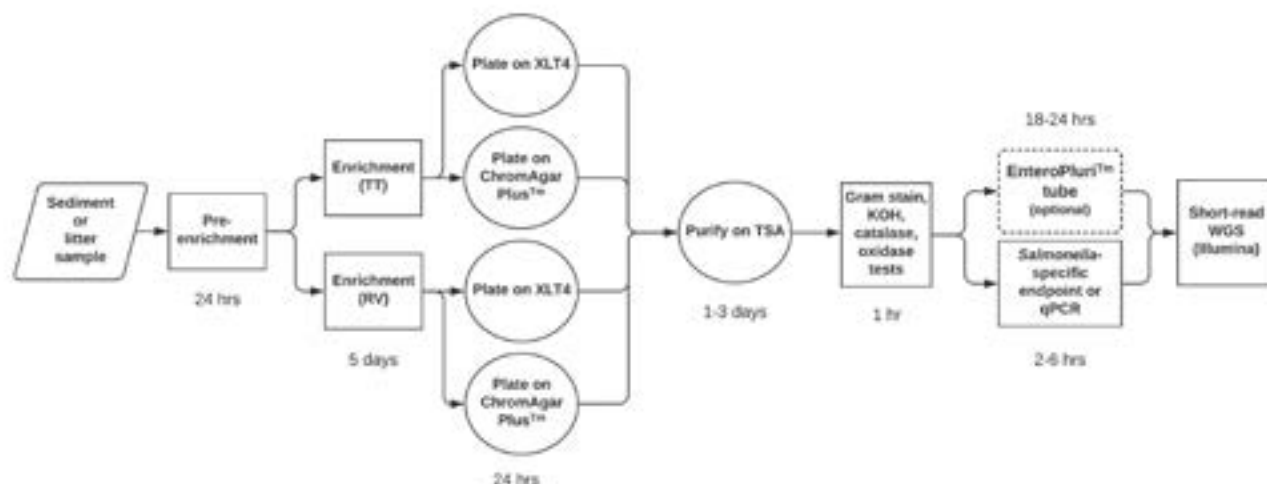 Sediment
or
litter
sample
Pre-
enrichment
24 hrs
Enrichment
(TT)
Enrichment
(RV)
5 days
Plate on XLT4
Plate on
ChromAgar
Plus™
Plate on XLT4
Plate on
ChromAgar
Plus™
24 hrs
Purify on TSA
1-3 days
Gram stain,
KOH,
catalase,
oxidase
tests
1 hr
18-24 hrs
EnteroPluri™
tube
(optional)
Salmonella-
specific
endpoint or
qPCR
2-6 hrs
Short-read
WGS
(Illumina)